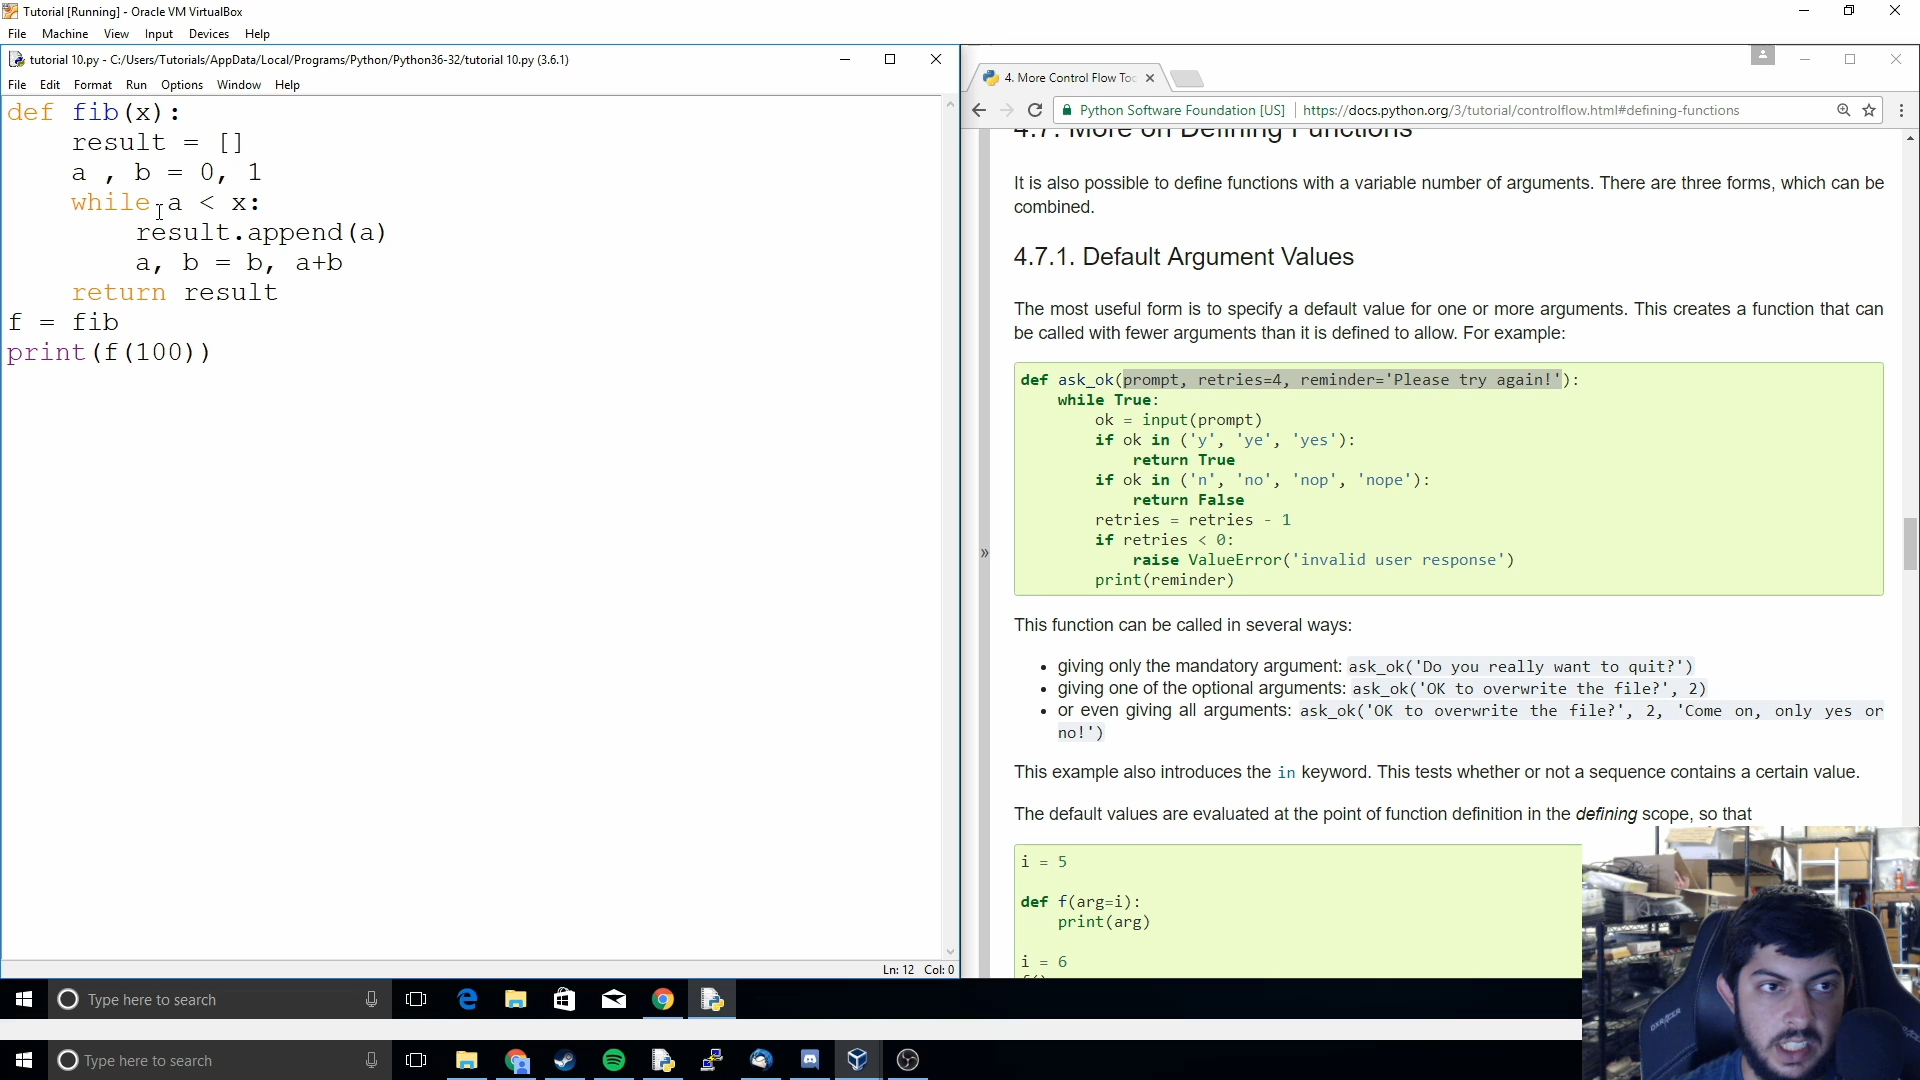 Tutorial [Running] - Oracle VM VirtualBox
File Machine View Input Devices Help
tutorial 10.py - C:/Users/Tutorials/AppData/Local/Programs/Python/Python36-32/tutorial 10.py (3.6.1)
File Edit Format Run Options Window Help
def fib(x):
result = []
a , b = 0, 1
while a < x:
result.append(a)
a, b = b, a+b
return result
f = fib
print(f(100))
Ln: 12 Col: 0
4. More Control Flow Too
Python Software Foundation [US] https://docs.python.org/3/tutorial/controlflow.html#defining-functions
4.7. More on Defining Functions
It is also possible to define functions with a variable number of arguments. There are three forms, which can be
combined.
4.7.1. Default Argument Values
The most useful form is to specify a default value for one or more arguments. This creates a function that can
be called with fewer arguments than it is defined to allow. For example:
def ask_ok(prompt, retries=4, reminder='Please try again!'):
while True:
ok = input(prompt)
if ok in ('y', 'ye', 'yes'):
return True
if ok in ('n', 'no', 'nop', 'nope'):
return False
retries = retries - 1
if retries < 0:
raise ValueError('invalid user response')
print(reminder)
This function can be called in several ways:
• giving only the mandatory argument: ask_ok('Do you really want to quit?')
• giving one of the optional arguments: ask_ok('OK to overwrite the file?', 2)
• or even giving all arguments: ask_ok('OK to overwrite the file?', 2, 'Come on, only yes or
no!')
This example also introduces the in keyword. This tests whether or not a sequence contains a certain value.
The default values are evaluated at the point of function definition in the defining scope, so that
i = 5
def f(arg=i):
print(arg)
i = 6
Type here to search
Type here to search
DXRACER